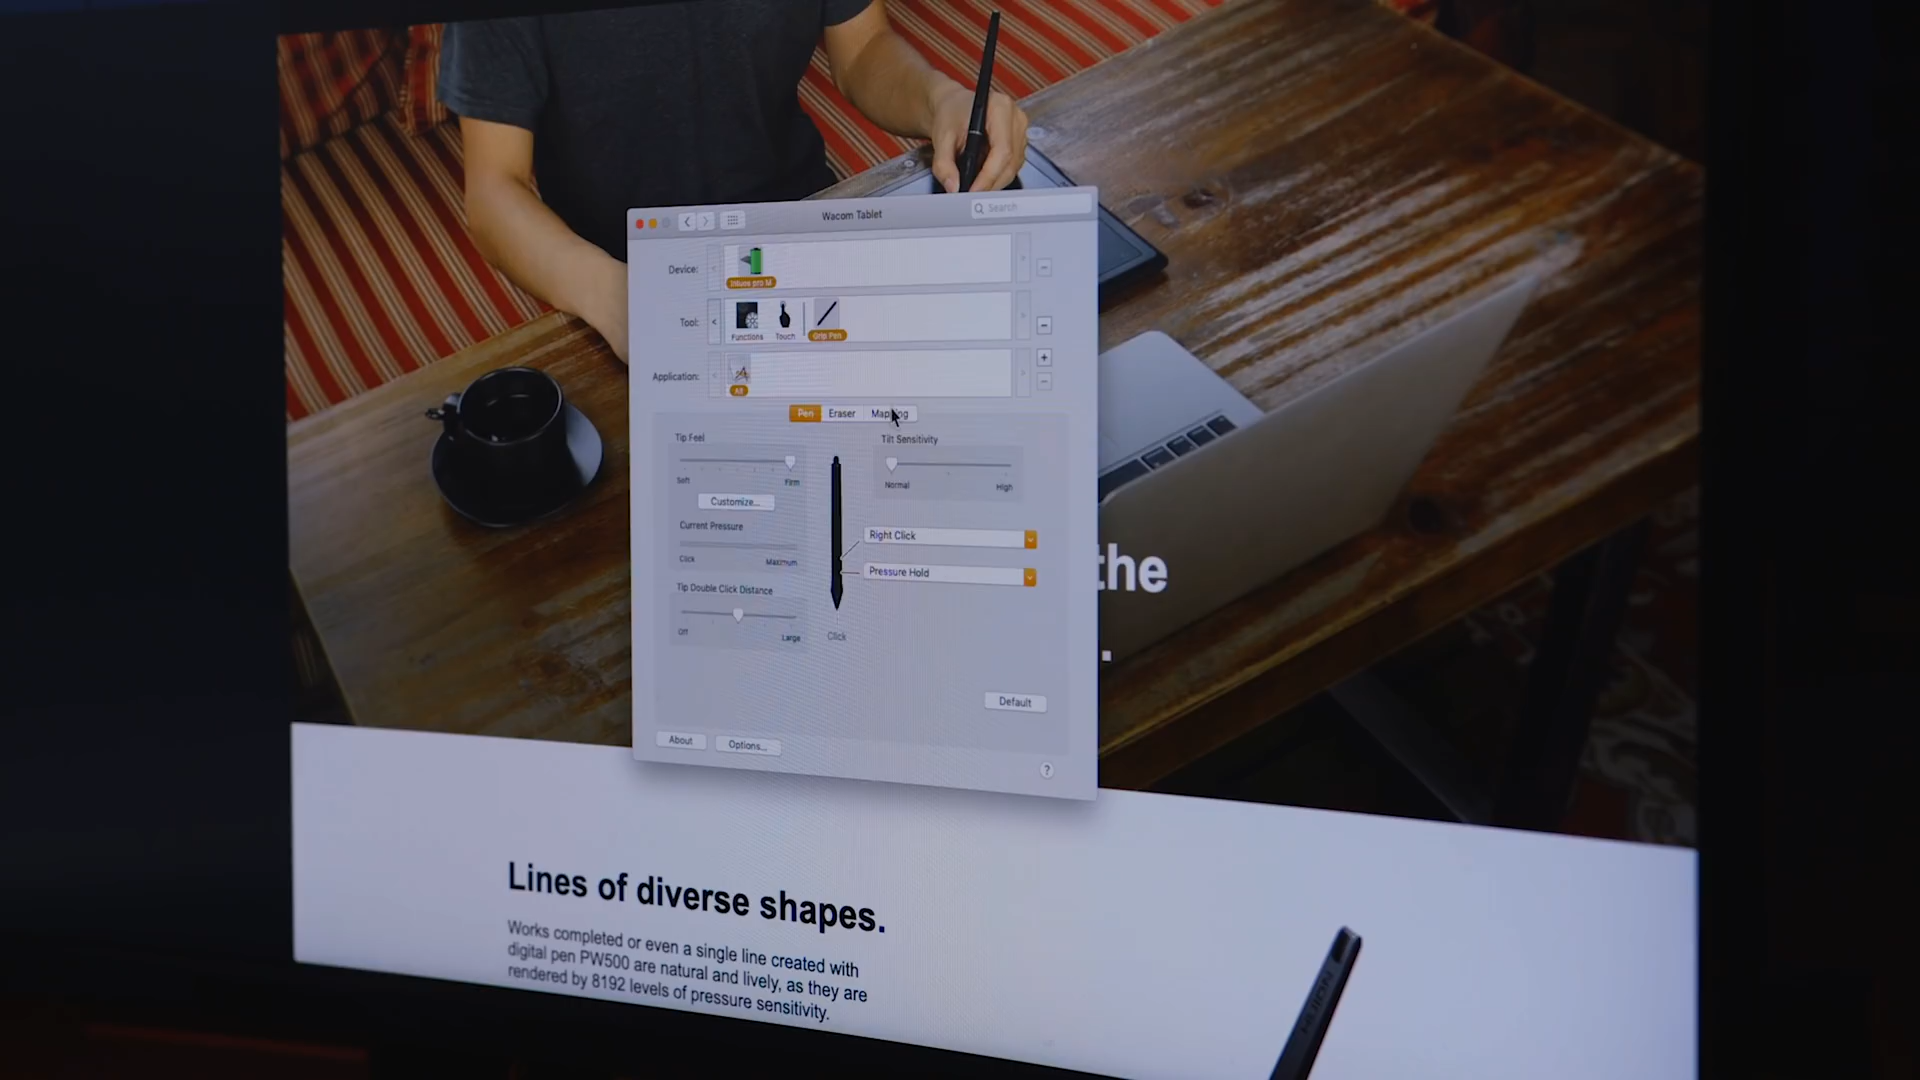 Wacom Tablet
Search
Device:
Intuos pro M
Tool:
Functions
Touch
Grip Pen
Application:
All
Pen
Eraser
Tip Feel
Tilt Sensitivity
Soft
Firm
Normal
High
Customize...
Current Pressure
Right Click
Click
Maximum
Pressure Hold
Tip Double Click Distance
Off
Large
Click
Default
About
Options...
?
the
.
Lines of diverse shapes.
Works completed or even a single line created with
digital pen PW500 are natural and lively, as they are
rendered by 8192 levels of pressure sensitivity.
HUION